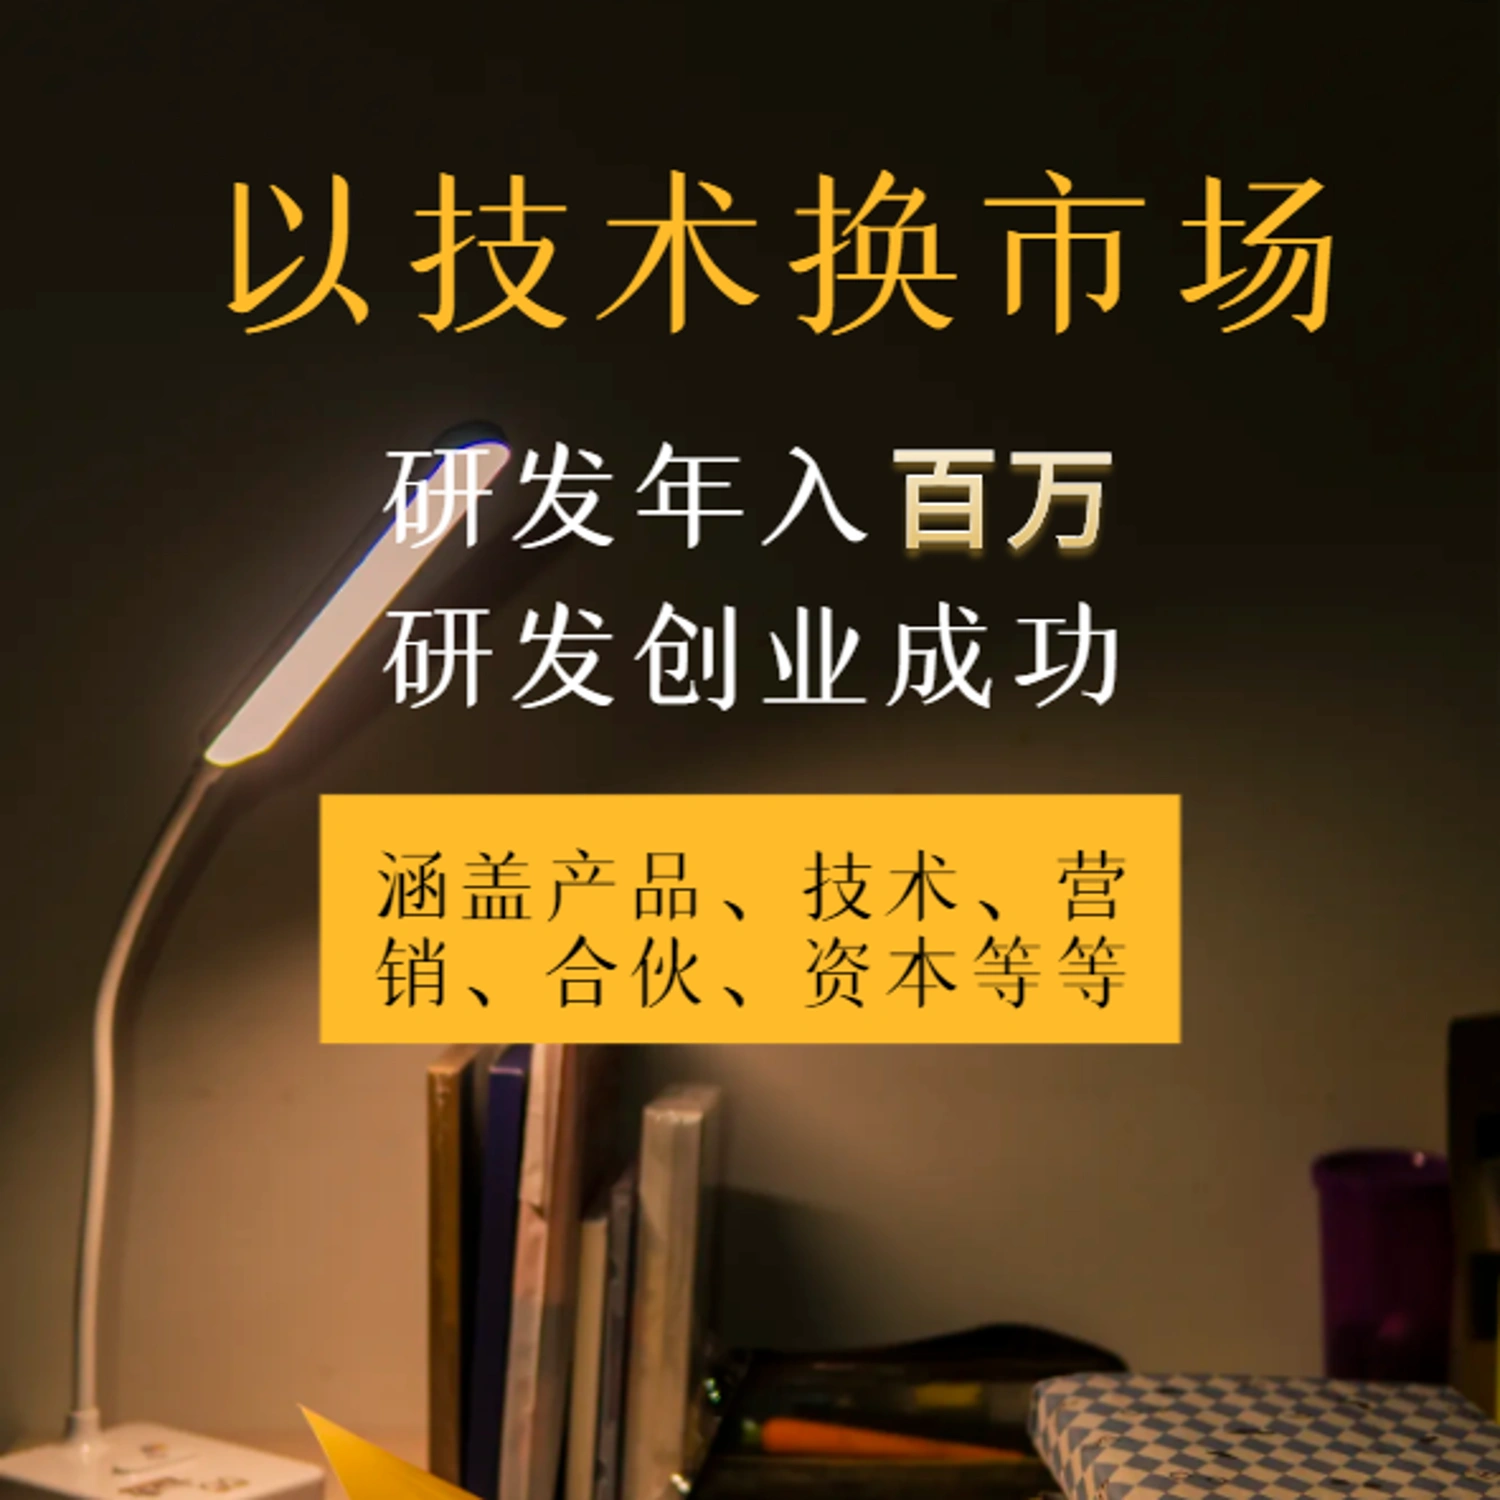 以技术换市场
研发年入百万
研发创业成功
涵盖产品、技术、营
销、合伙、资本等等